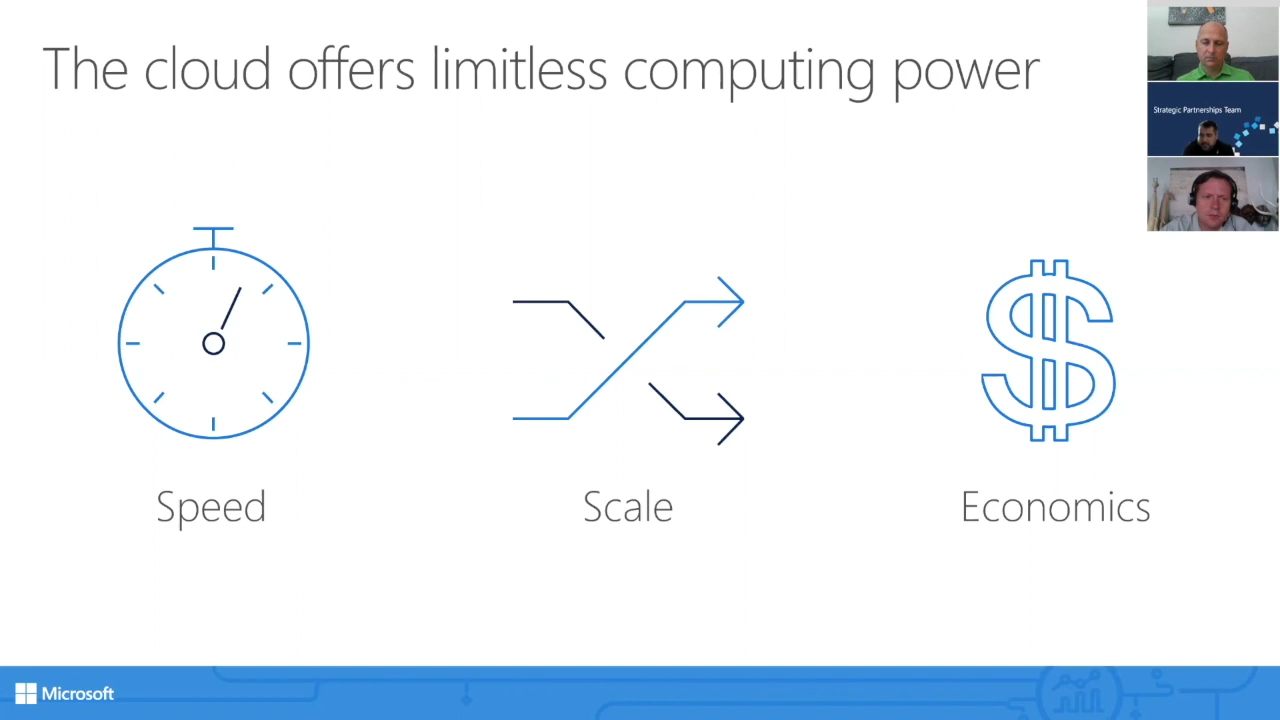 The cloud offers limitless computing power
Strategic Partnerships Team
Speed
Scale
Economics
Microsoft